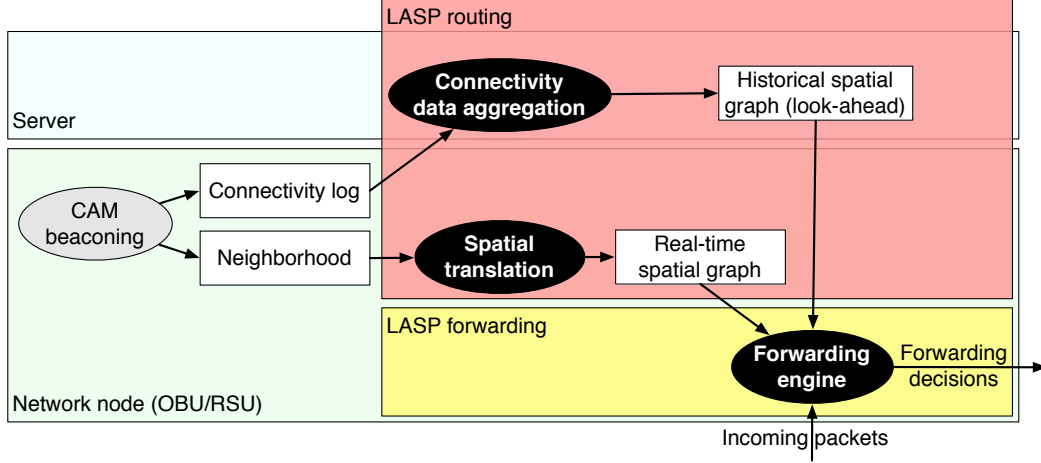 LASP routing
Connectivity
data aggregation
Historical spatial
graph (look-ahead)
Server
Connectivity log
CAM
beaconing
Neighborhood
Spatial
translation
Real-time
spatial graph
LASP forwarding
Forwarding
engine
Forwarding
decisions
Network node (OBU/RSU)
Incoming packets